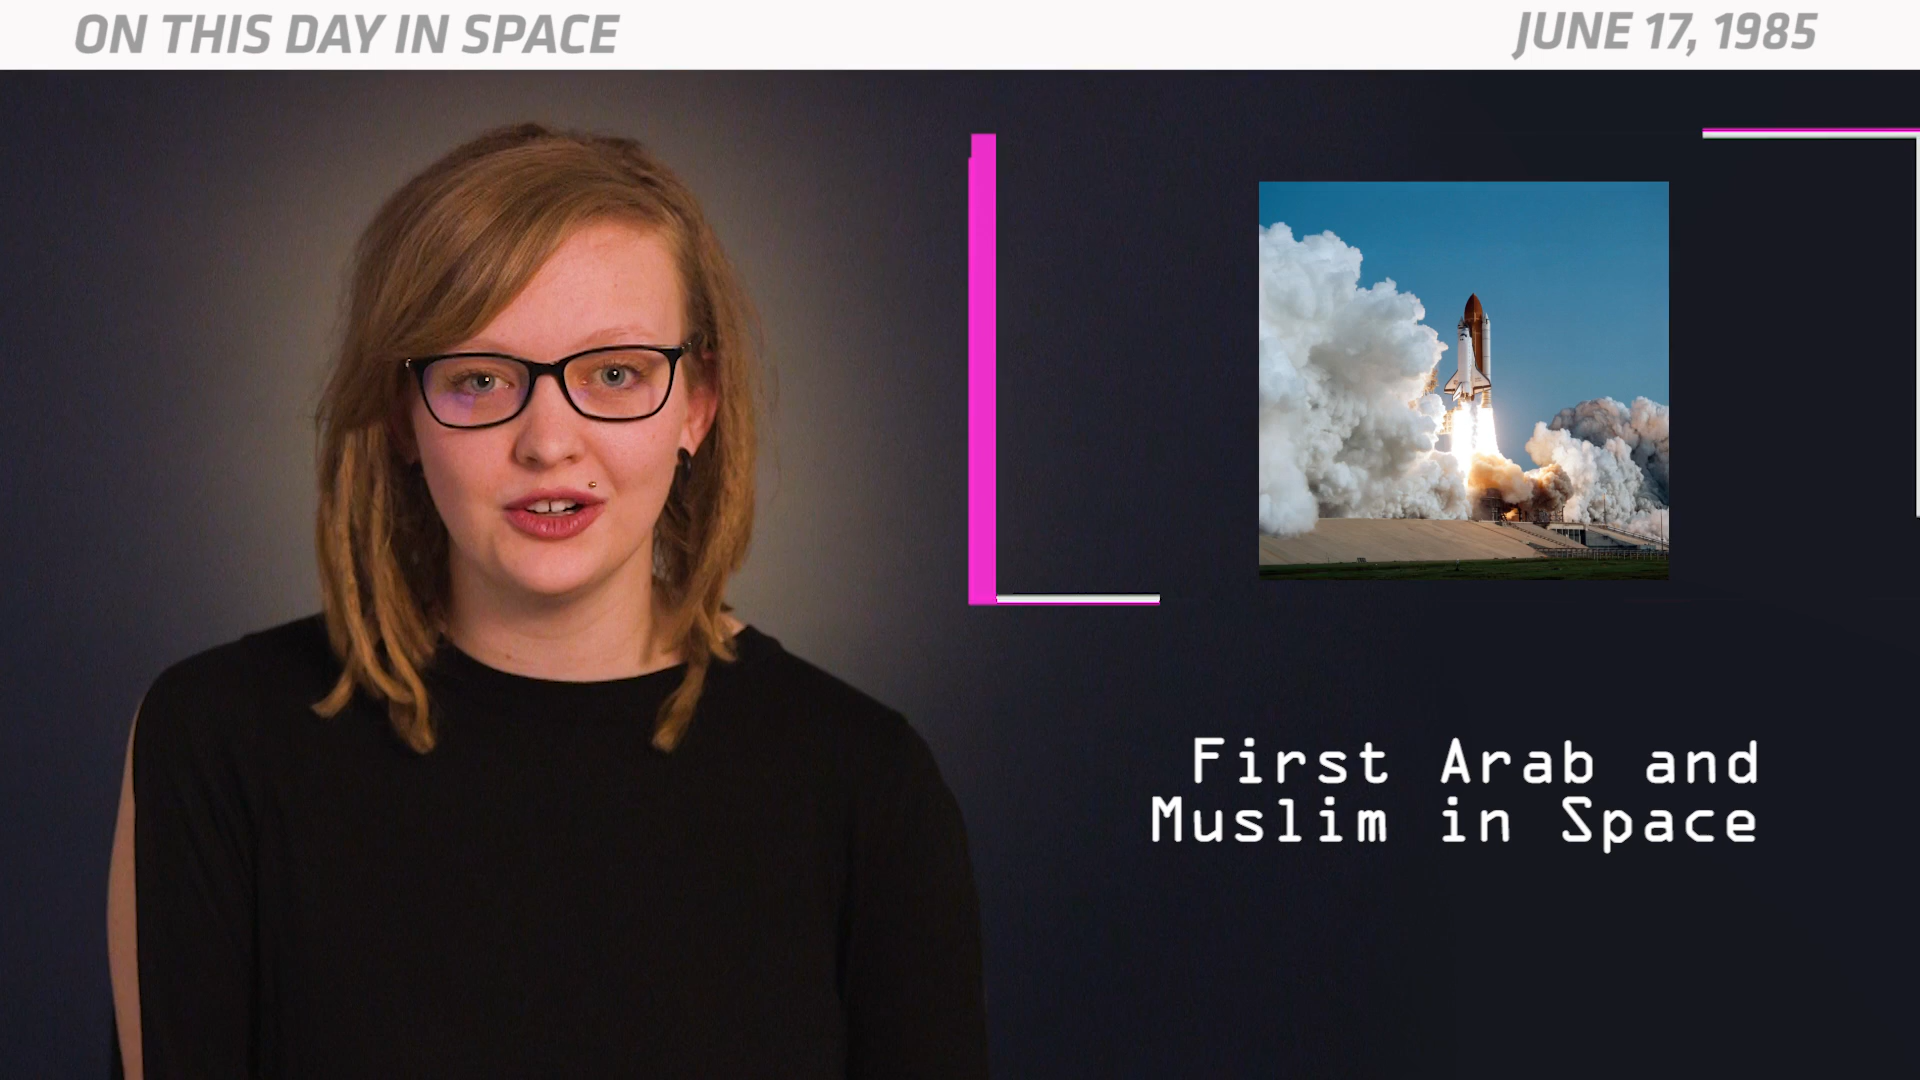 ON THIS DAY IN SPACE
JUNE 17, 1985
First Arab and
Muslim in Space